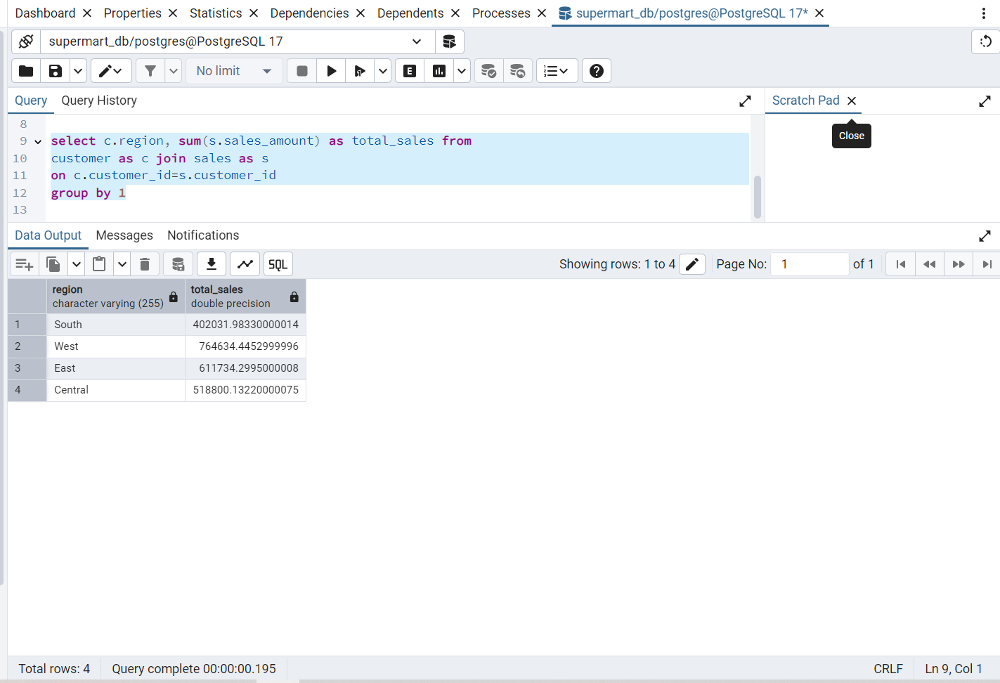 Dashboard Properties Statistics Dependencies Dependents Processes supermart_db/postgres@PostgreSQL 17*
supermart_db/postgres@PostgreSQL 17
No limit E
Query Query History Scratch Pad
Close
8
9 select c.region, sum(s.sales_amount) as total_sales from
10 customer as c join sales as s
11 on c.customer_id=s.customer_id
12 group by 1
13
Data Output Messages Notifications
SQL Showing rows: 1 to 4 Page No: 1 of 1
region total_sales
character varying (255) double precision
1 South 402031.98330000014
2 West 764634.4452999996
3 East 611734.2995000008
4 Central 518800.13220000075
Total rows: 4 Query complete 00:00:00.195 CRLF Ln 9, Col 1